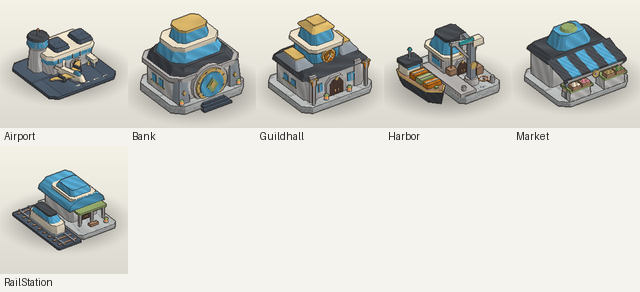 Airport
Bank
Guildhall
Harbor
Market
RailStation